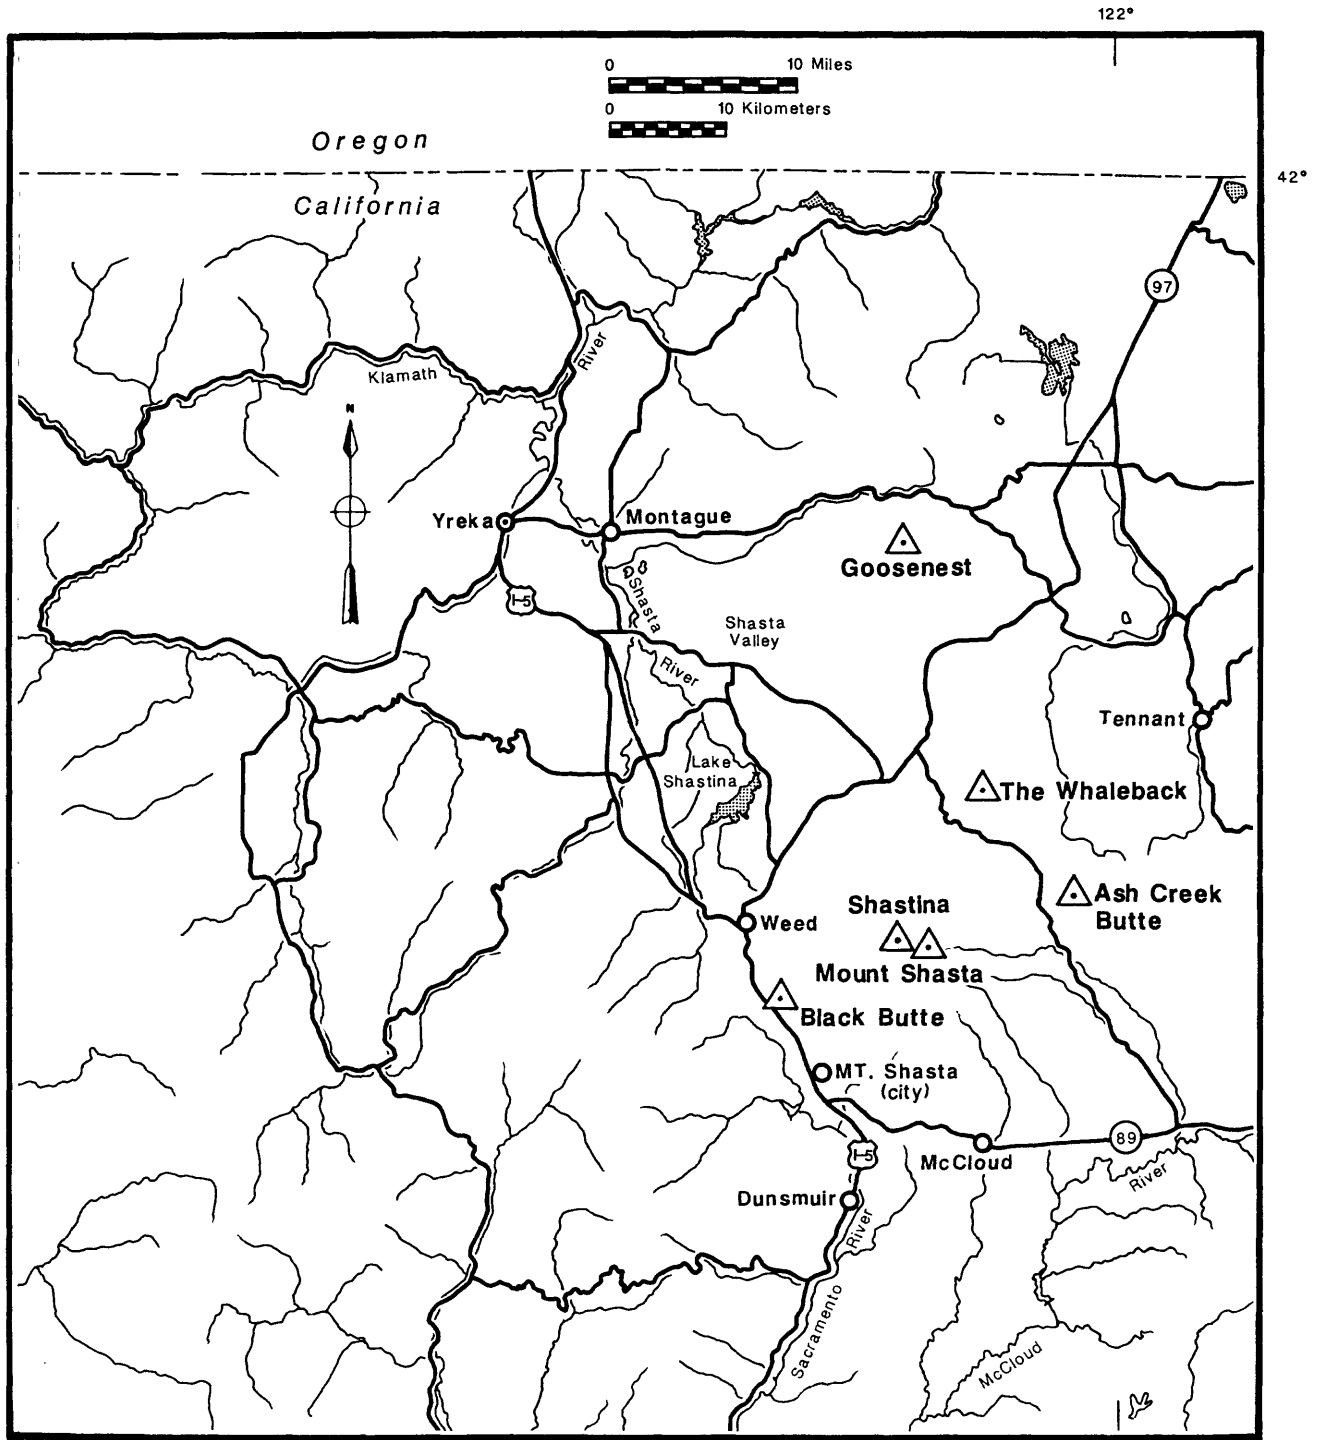 122°
0 10 Miles
0 10 Kilometers
Oregon
42°
California
97
River
Klamath
N
Yreka
Montague
Goosenest
I-5
Shasta
Shasta
Valley
River
Tennant
Lake
Shastina
The Whaleback
Ash Creek
Butte
Shastina
Weed
Mount Shasta
Black Butte
MT. Shasta
(city)
89
I-5
McCloud
River
Dunsmuir
River
Sacramento
McCloud